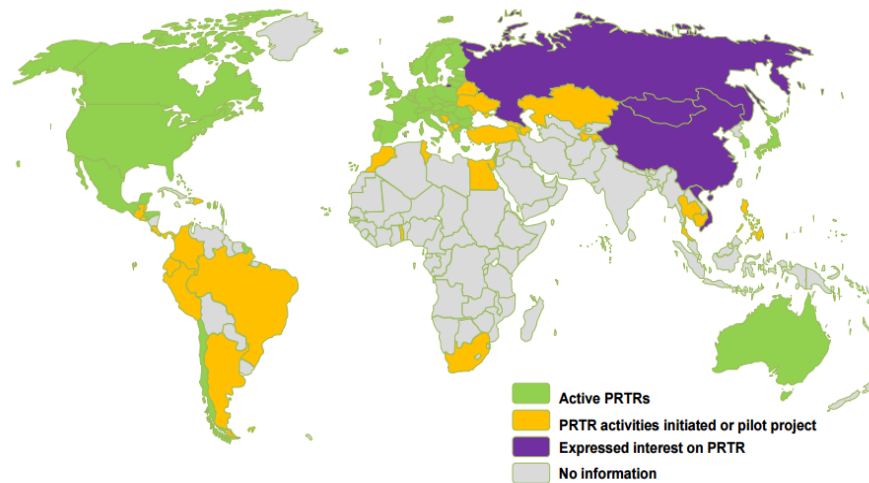 Active PRTRs
PRTR activities initiated or pilot project
Expressed interest on PRTR
No information